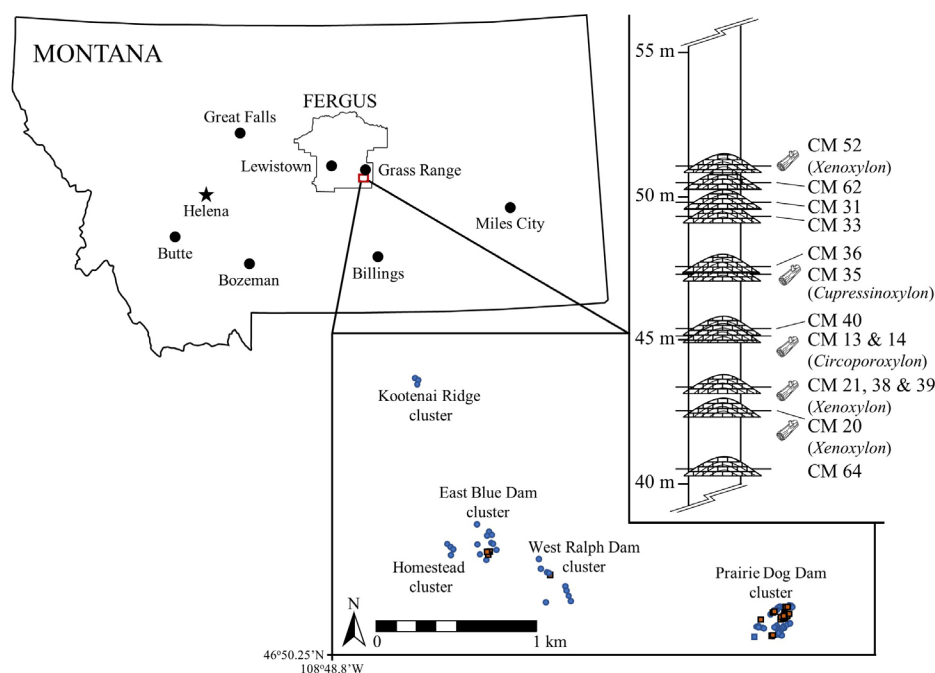 MONTANA
FERGUS
Great Falls
Lewistown
Grass Range
Helena
Miles City
Butte
Bozeman
Billings
55 m
50 m
45 m
40 m
CM 52
(Xenoxylon)
CM 62
CM 31
CM 33
CM 36
CM 35
(Cupressinoxylon)
CM 40
CM 13 & 14
(Circoporoxylon)
CM 21, 38 & 39
(Xenoxylon)
CM 20
(Xenoxylon)
CM 64
Kootenai Ridge
cluster
East Blue Dam
cluster
Homestead
cluster
West Ralph Dam
cluster
Prairie Dog Dam
cluster
N
0 1 km
46°50.25'N
108°48.8'W